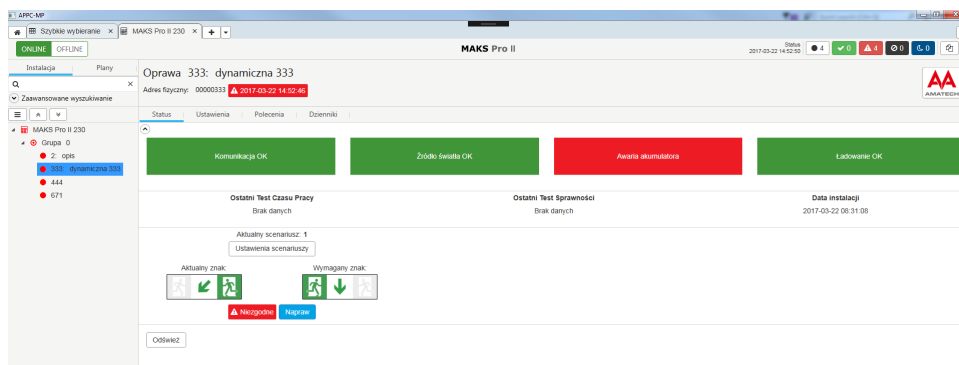 APPC-MP
Szybkie wybieranie × MAKS Pro II 230 × +
ONLINE OFFLINE
MAKS Pro II
Status
2017-03-22 14:52:50
4 0 4 0 0
Instalacja Plany
Zaawansowane wyszukiwanie
MAKS Pro II 230
Grupa 0
2: opis
333: dynamiczna 333
444
671
Oprawa 333: dynamiczna 333
Adres fizyczny: 00000333 2017-03-22 14:52:46
AMATECH
Status Ustawienia Polecenia Dzienniki
Komunikacja OK
Źródło światła OK
Awaria akumulatora
Ładowanie OK
Ostatni Test Czasu Pracy
Brak danych
Ostatni Test Sprawności
Brak danych
Data instalacji
2017-03-22 08:31:08
Aktualny scenariusz: 1
Ustawienia scenariuszy
Aktualny znak: Wymagany znak:
Niezgodne Napraw
Odśwież